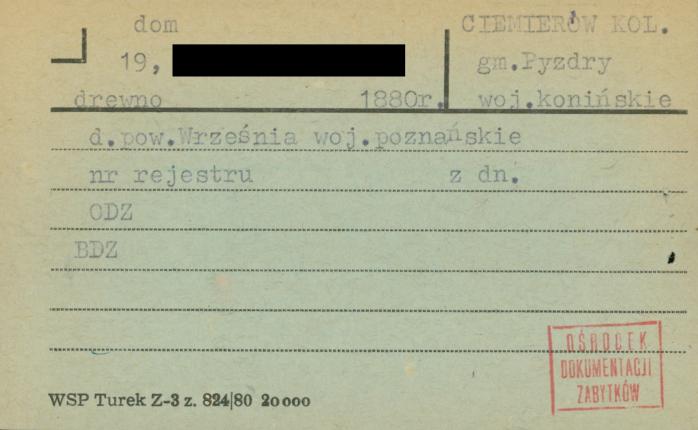 dom
CIEMIERÓW KOL.
19,
gm.Pyzdry
drewno 1880r.
woj.konińskie
d.pow.Września woj.poznańskie
nr rejestru z dn.
ODZ
BDZ
OŚRODEK
DOKUMENTACJI
ZABYTKÓW
WSP Turek Z-3 z. 824/80 20000